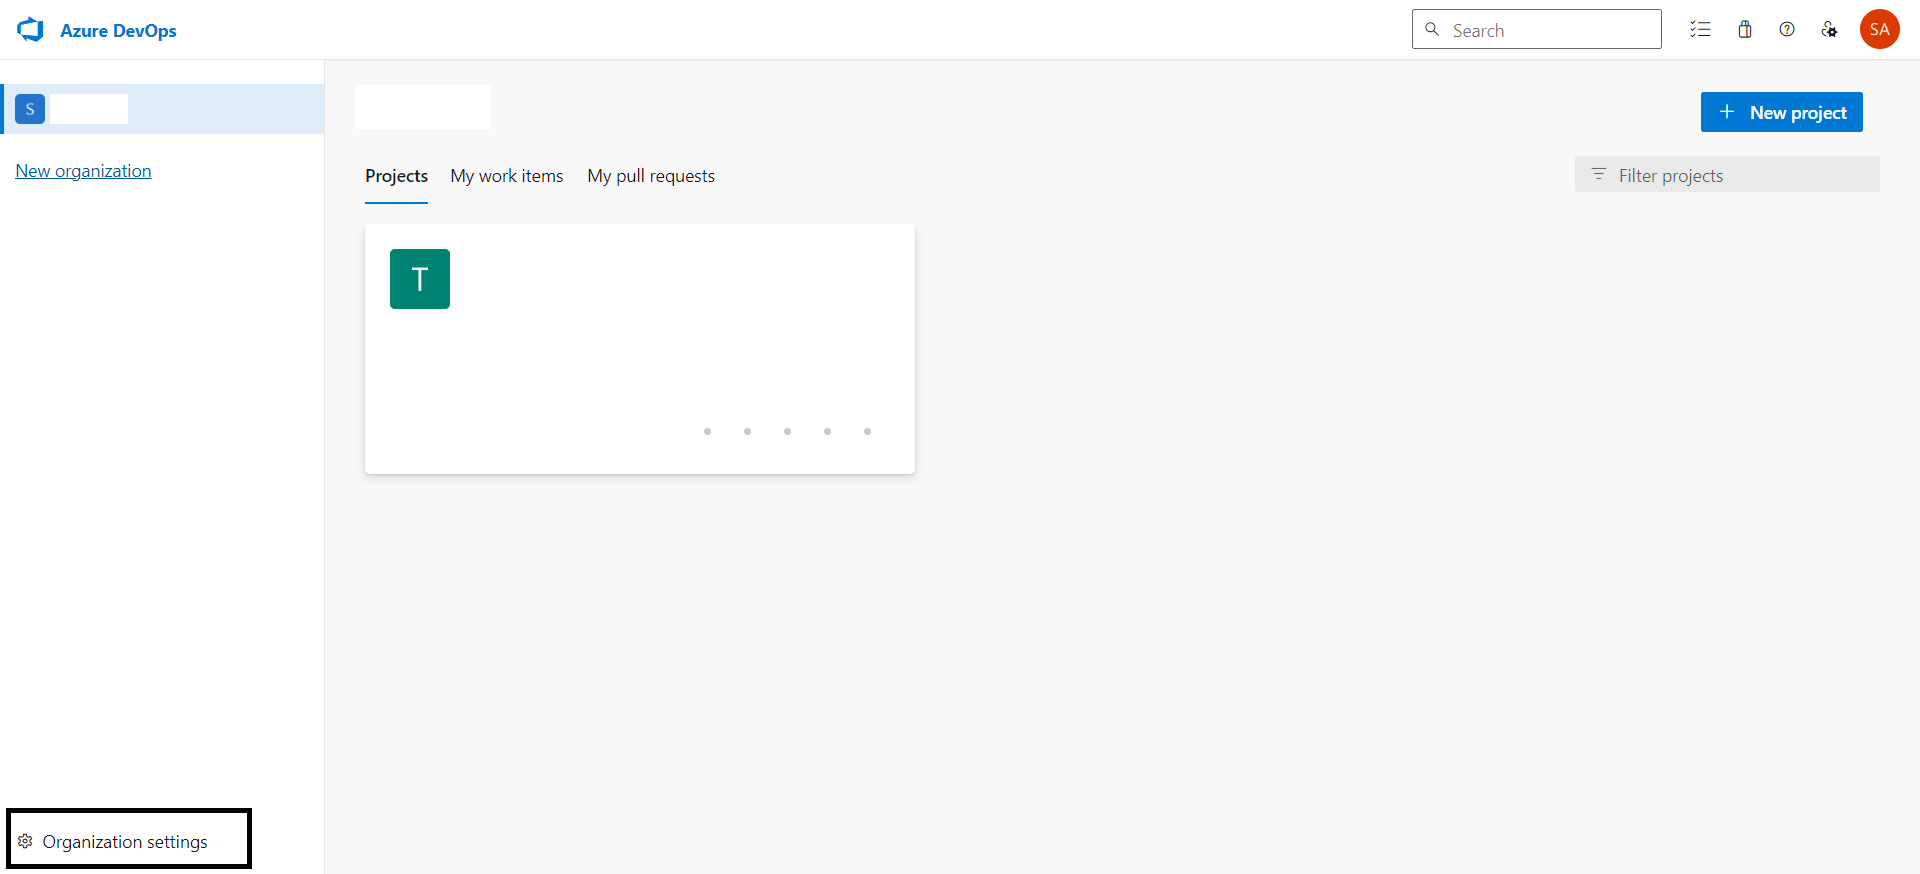 Azure DevOps
Search
SA
S
New project
New organization
Projects My work items My pull requests
Filter projects
T
Organization settings